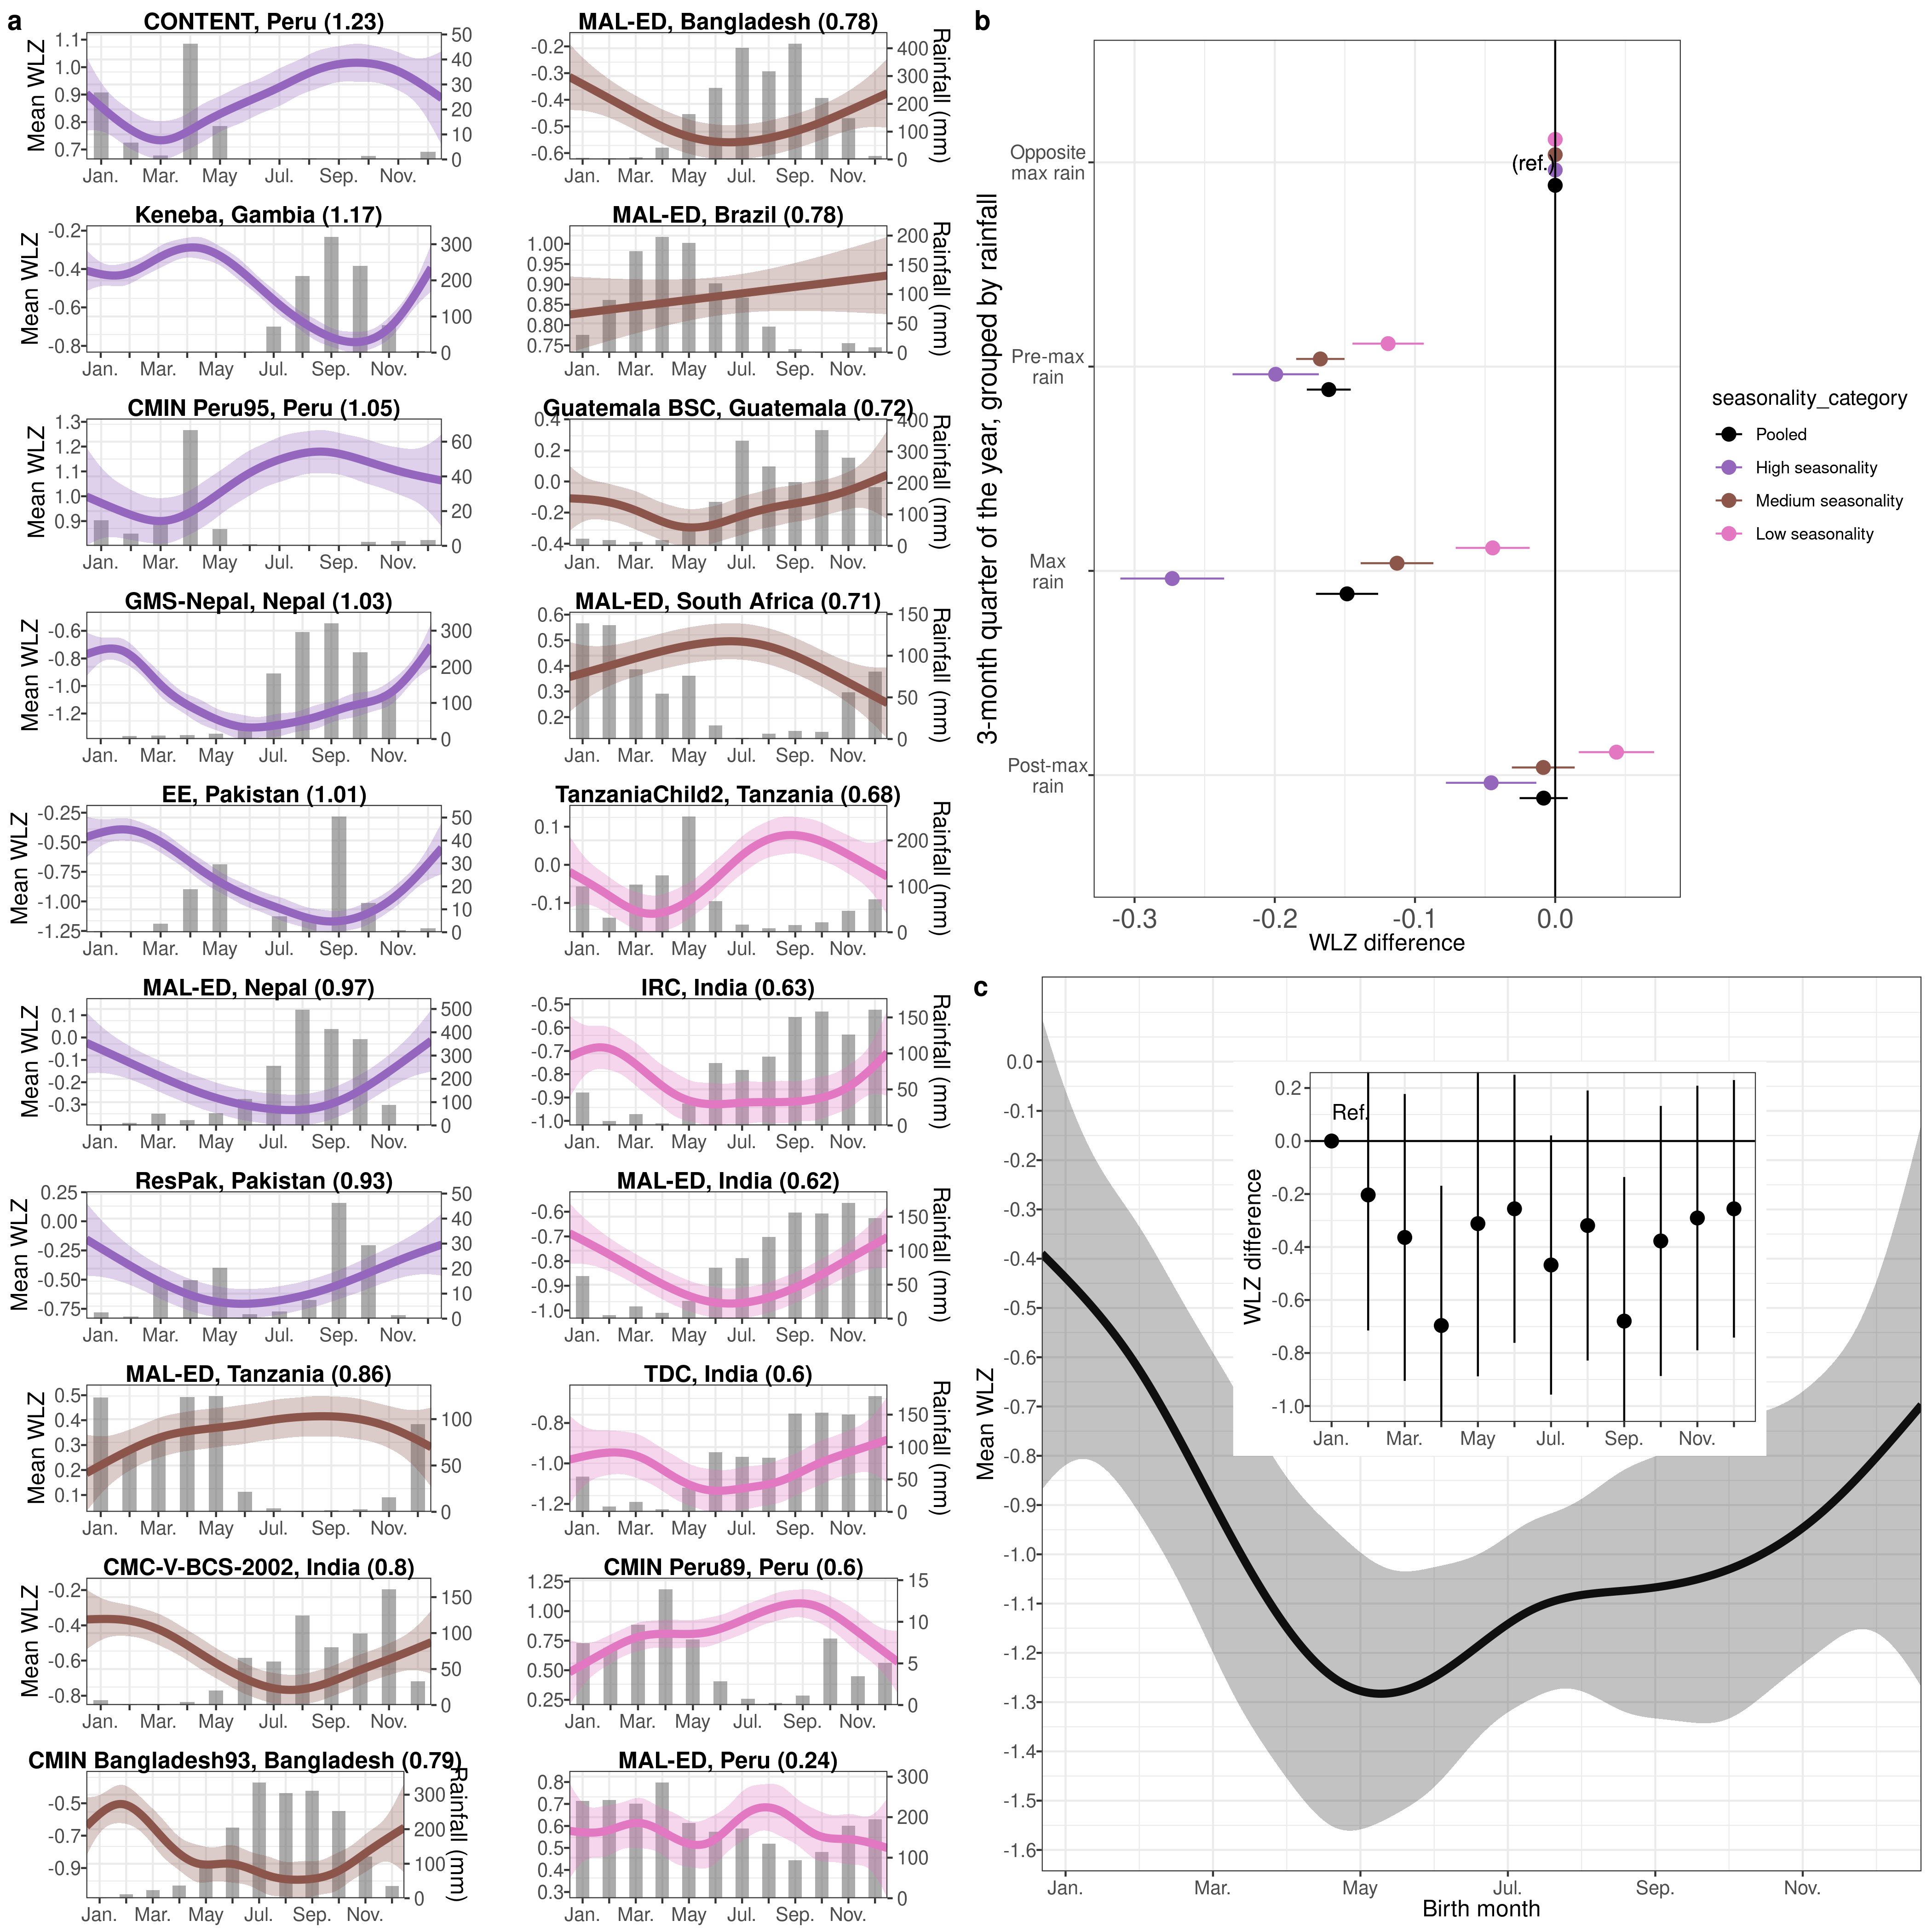 a
CONTENT, Peru (1.23)
Mean WLZ
1.1
1.0
0.9
0.8
0.7
50
40
30
20
10
0
Jan. Mar. May Jul. Sep. Nov.
MAL-ED, Bangladesh (0.78)
-0.2
-0.3
-0.4
-0.5
-0.6
400
300
200
100
0
Rainfall (mm)
Jan. Mar. May Jul. Sep. Nov.
Keneba, Gambia (1.17)
Mean WLZ
-0.2
-0.4
-0.6
-0.8
300
200
100
0
Jan. Mar. May Jul. Sep. Nov.
MAL-ED, Brazil (0.78)
1.00
0.95
0.90
0.85
0.80
0.75
200
150
100
50
0
Rainfall (mm)
Jan. Mar. May Jul. Sep. Nov.
CMIN Peru95, Peru (1.05)
Mean WLZ
1.3
1.2
1.1
1.0
0.9
60
40
20
0
Jan. Mar. May Jul. Sep. Nov.
Guatemala BSC, Guatemala (0.72)
0.4
0.2
0.0
-0.2
-0.4
400
300
200
100
0
Rainfall (mm)
Jan. Mar. May Jul. Sep. Nov.
GMS-Nepal, Nepal (1.03)
Mean WLZ
-0.6
-0.8
-1.0
-1.2
300
200
100
0
Jan. Mar. May Jul. Sep. Nov.
MAL-ED, South Africa (0.71)
0.6
0.5
0.4
0.3
0.2
150
100
50
0
Rainfall (mm)
Jan. Mar. May Jul. Sep. Nov.
EE, Pakistan (1.01)
Mean WLZ
-0.25
-0.50
-0.75
-1.00
-1.25
50
40
30
20
10
0
Jan. Mar. May Jul. Sep. Nov.
TanzaniaChild2, Tanzania (0.68)
0.1
0.0
-0.1
200
100
0
Rainfall (mm)
Jan. Mar. May Jul. Sep. Nov.
MAL-ED, Nepal (0.97)
Mean WLZ
0.1
0.0
-0.1
-0.2
-0.3
500
400
300
200
100
0
Jan. Mar. May Jul. Sep. Nov.
IRC, India (0.63)
-0.5
-0.6
-0.7
-0.8
-0.9
-1.0
150
100
50
0
Rainfall (mm)
Jan. Mar. May Jul. Sep. Nov.
ResPak, Pakistan (0.93)
Mean WLZ
0.25
0.00
-0.25
-0.50
-0.75
50
40
30
20
10
0
Jan. Mar. May Jul. Sep. Nov.
MAL-ED, India (0.62)
-0.6
-0.7
-0.8
-0.9
-1.0
150
100
50
0
Rainfall (mm)
Jan. Mar. May Jul. Sep. Nov.
MAL-ED, Tanzania (0.86)
Mean WLZ
0.5
0.4
0.3
0.2
0.1
100
50
0
Jan. Mar. May Jul. Sep. Nov.
TDC, India (0.6)
-0.8
-1.0
-1.2
150
100
50
0
Rainfall (mm)
Jan. Mar. May Jul. Sep. Nov.
CMC-V-BCS-2002, India (0.8)
Mean WLZ
-0.2
-0.4
-0.6
-0.8
150
100
50
0
Jan. Mar. May Jul. Sep. Nov.
CMIN Peru89, Peru (0.6)
1.25
1.00
0.75
0.50
0.25
15
10
5
0
Jan. Mar. May Jul. Sep. Nov.
CMIN Bangladesh93, Bangladesh (0.79)
-0.5
-0.7
-0.9
300
200
100
0
Rainfall (mm)
Jan. Mar. May Jul. Sep. Nov.
MAL-ED, Peru (0.24)
0.8
0.7
0.6
0.5
0.4
0.3
300
200
100
0
Jan. Mar. May Jul. Sep. Nov.
b
3-month quarter of the year, grouped by rainfall
Opposite
max rain
Pre-max
rain
Max
rain
Post-max
rain
(ref.)
-0.3 -0.2 -0.1 0.0
WLZ difference
seasonality_category
Pooled
High seasonality
Medium seasonality
Low seasonality
c
Mean WLZ
0.0
-0.1
-0.2
-0.3
-0.4
-0.5
-0.6
-0.7
-0.8
-0.9
-1.0
-1.1
-1.2
-1.3
-1.4
-1.5
-1.6
Jan. Mar. May Jul. Sep. Nov.
Birth month
WLZ difference
0.2
0.0
-0.2
-0.4
-0.6
-0.8
-1.0
Ref.
Jan. Mar. May Jul. Sep. Nov.